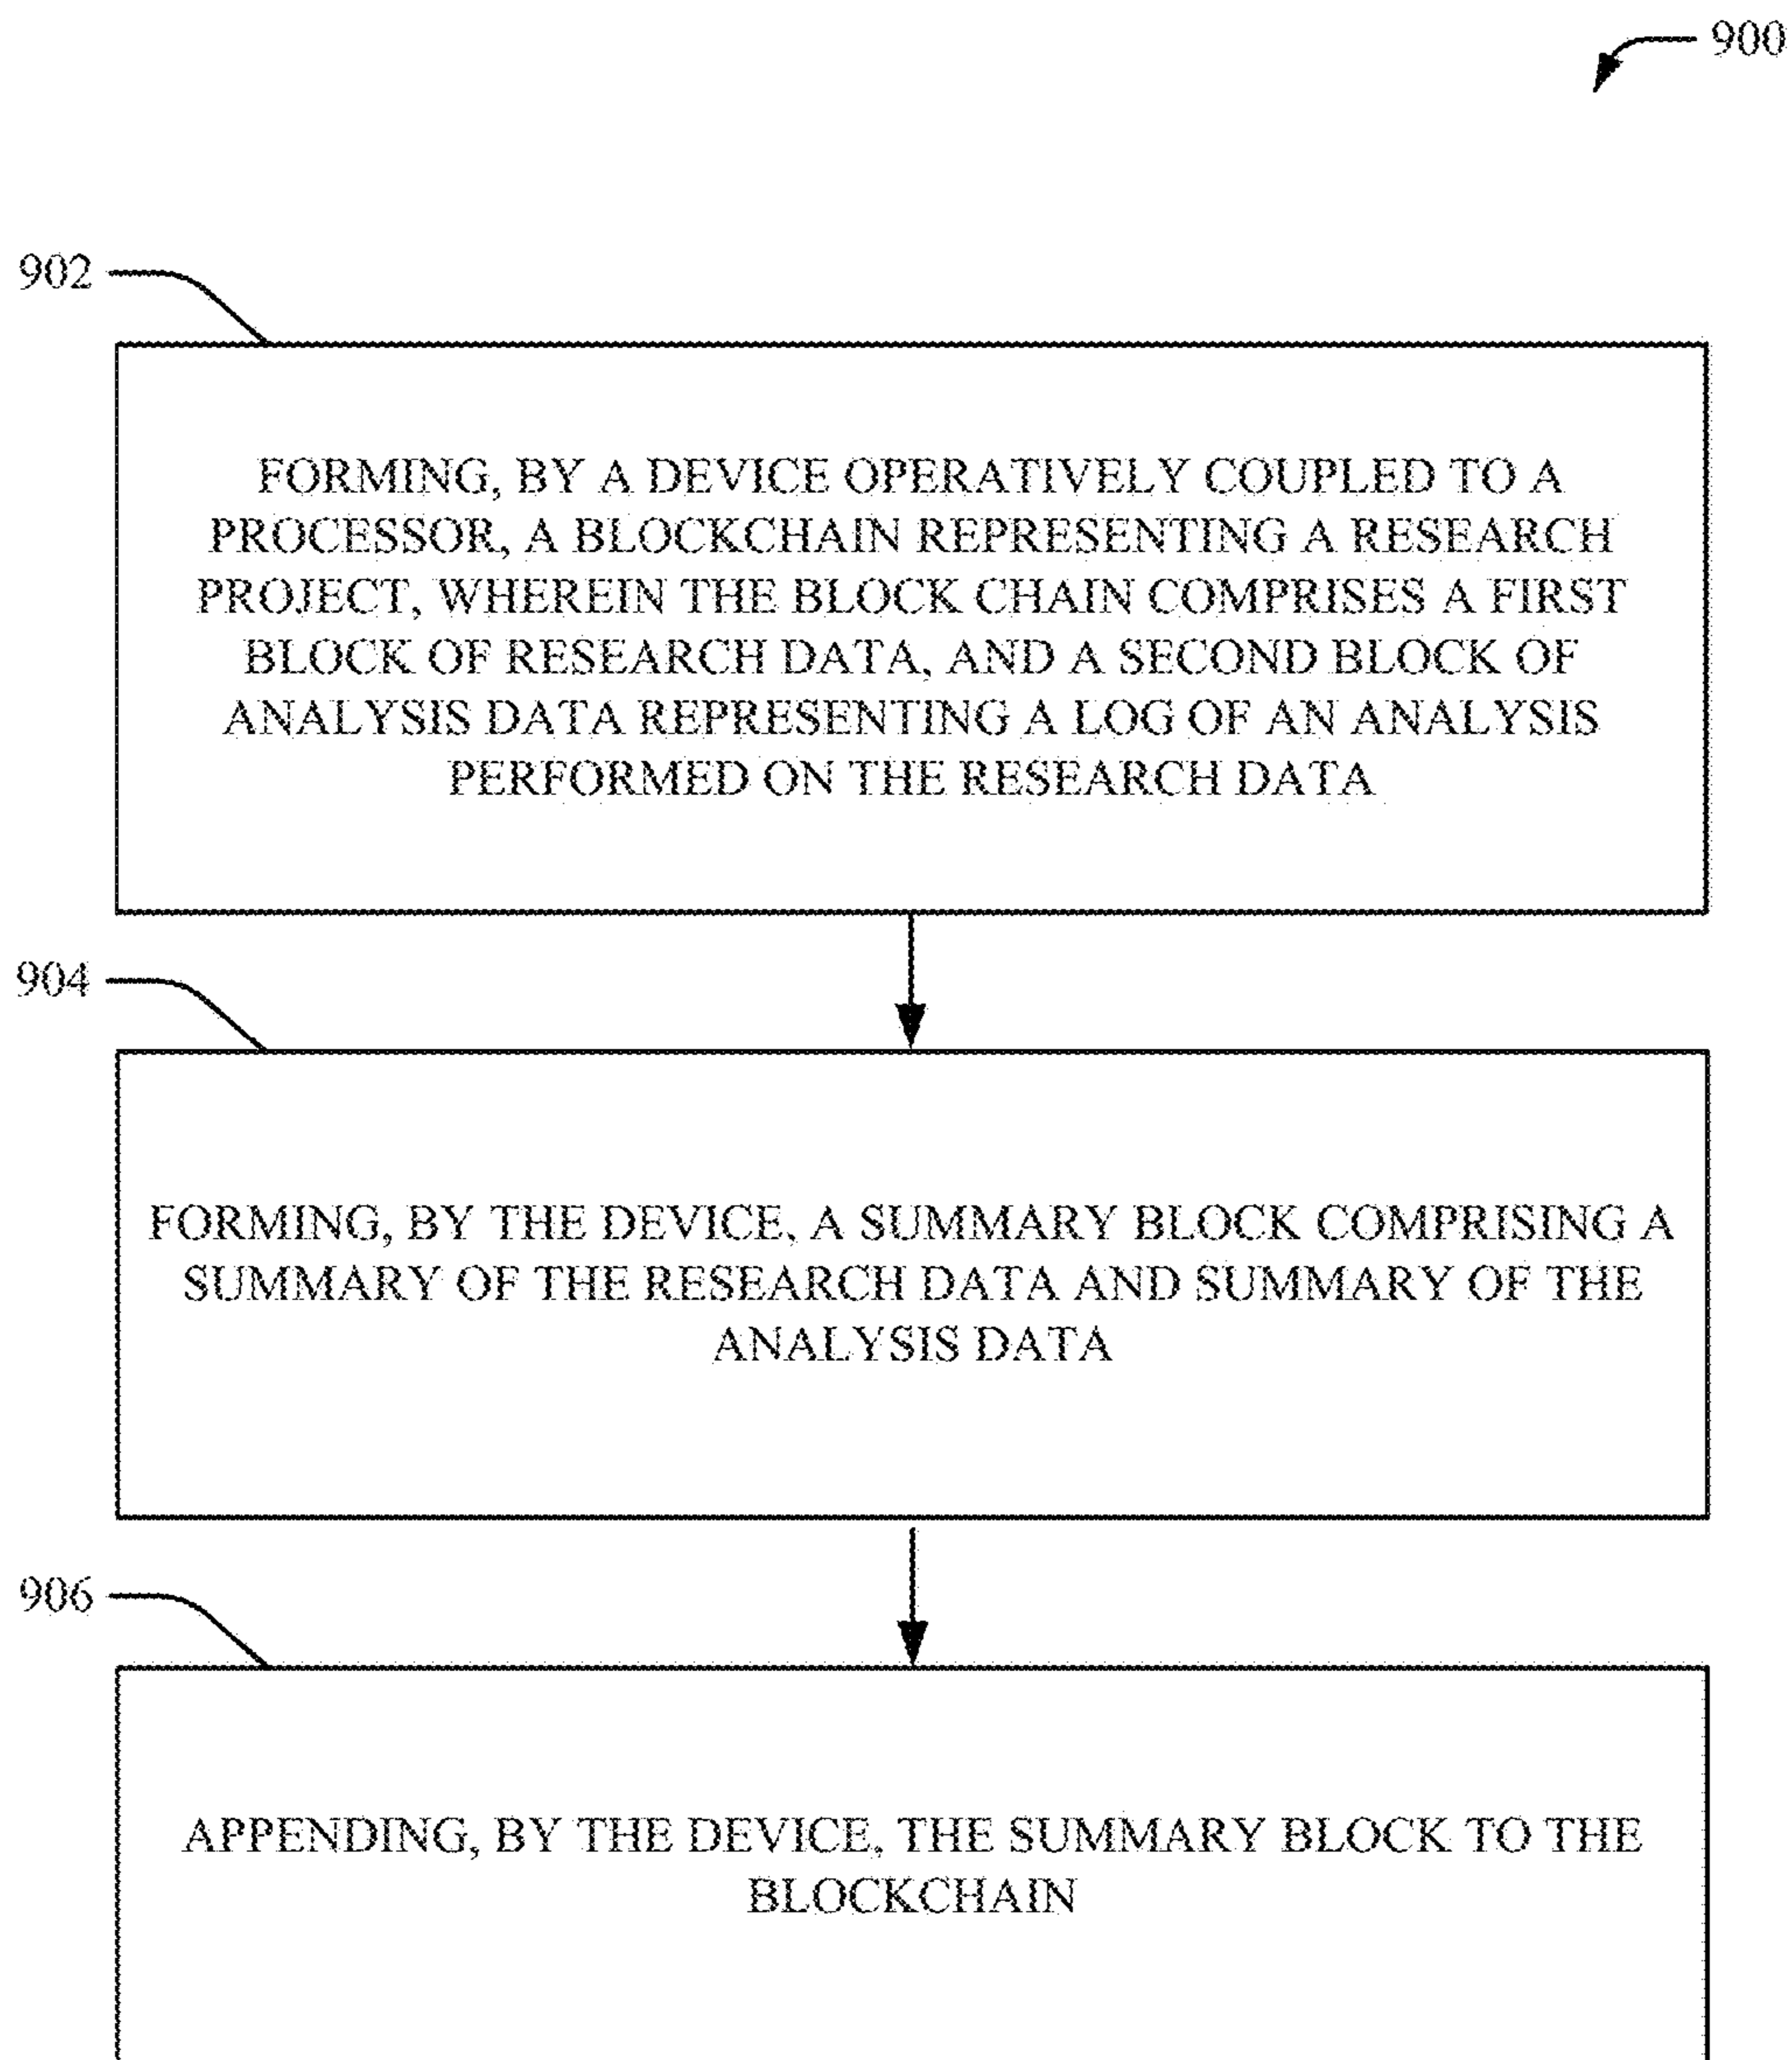 900
902
FORMING, BY A DEVICE OPERATIVELY COUPLED TO A
PROCESSOR, A BLOCKCHAIN REPRESENTING A RESEARCH
PROJECT, WHEREIN THE BLOCK CHAIN COMPRISES A FIRST
BLOCK OF RESEARCH DATA, AND A SECOND BLOCK OF
ANALYSIS DATA REPRESENTING A LOG OF AN ANALYSIS
PERFORMED ON THE RESEARCH DATA
904
FORMING, BY THE DEVICE, A SUMMARY BLOCK COMPRISING A
SUMMARY OF THE RESEARCH DATA AND SUMMARY OF THE
ANALYSIS DATA
906
APPENDING, BY THE DEVICE, THE SUMMARY BLOCK TO THE
BLOCKCHAIN